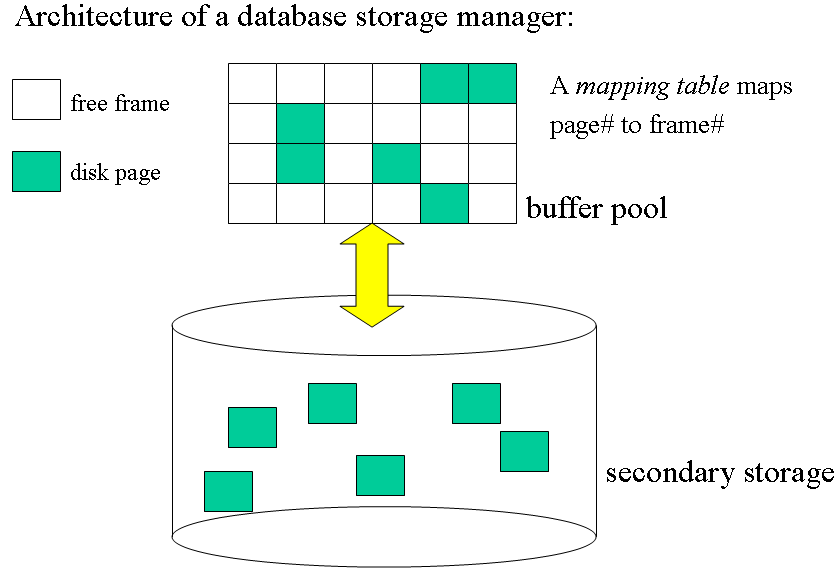 Architecture of a database storage manager:
free frame
disk page
A mapping table maps
page# to frame#
buffer pool
secondary storage